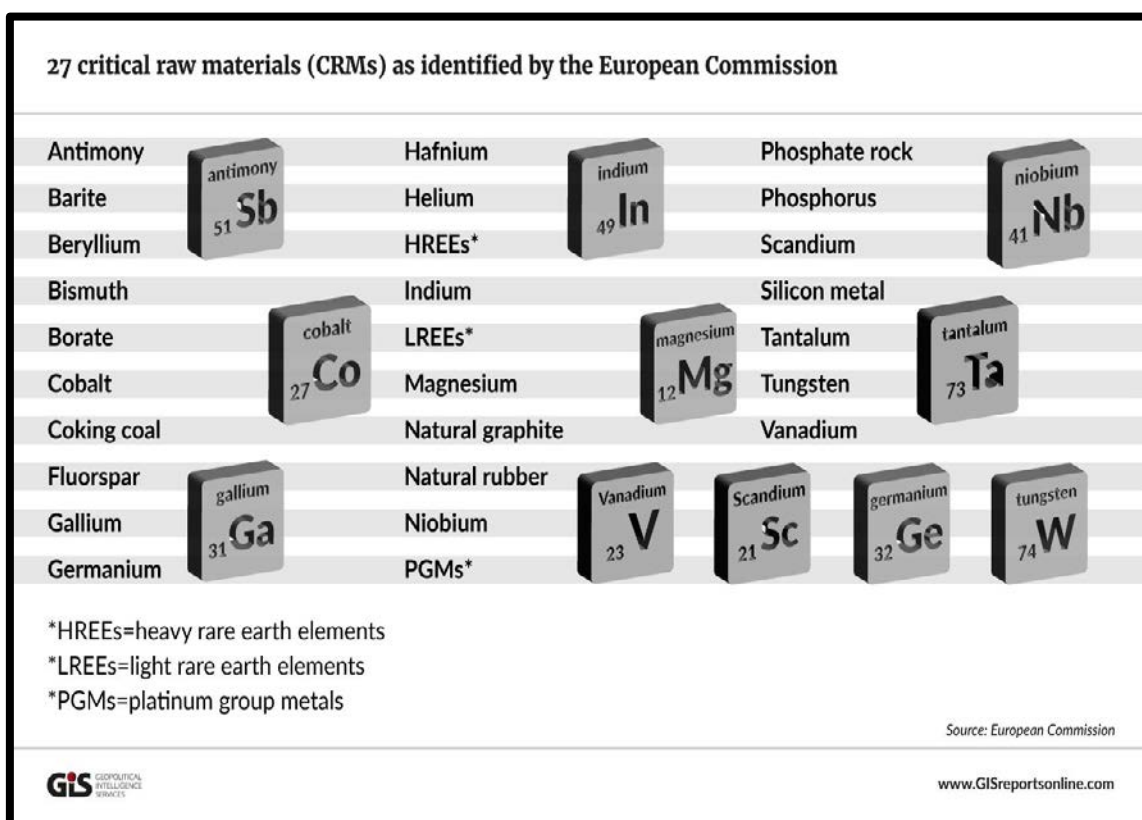 27 critical raw materials (CRMs) as identified by the European Commission
Antimony
Barite
Beryllium
Bismuth
Borate
Cobalt
Coking coal
Fluorspar
Gallium
Germanium
antimony
51 Sb
cobalt
27 Co
gallium
31 Ga
Hafnium
Helium
HREEs*
Indium
LREEs*
Magnesium
Natural graphite
Natural rubber
Niobium
PGMs*
indium
49 In
magnesium
12 Mg
Phosphate rock
Phosphorus
Scandium
Silicon metal
Tantalum
Tungsten
Vanadium
niobium
41 Nb
tantalum
73 Ta
Vanadium
23 V
Scandium
21 Sc
germanium
32 Ge
tungsten
74 W
*HREEs=heavy rare earth elements
*LREEs=light rare earth elements
*PGMs=platinum group metals
Source: European Commission
GIS
GEOPOLITICAL
INTELLIGENCE
SERVICES
www.GISreportsonline.com